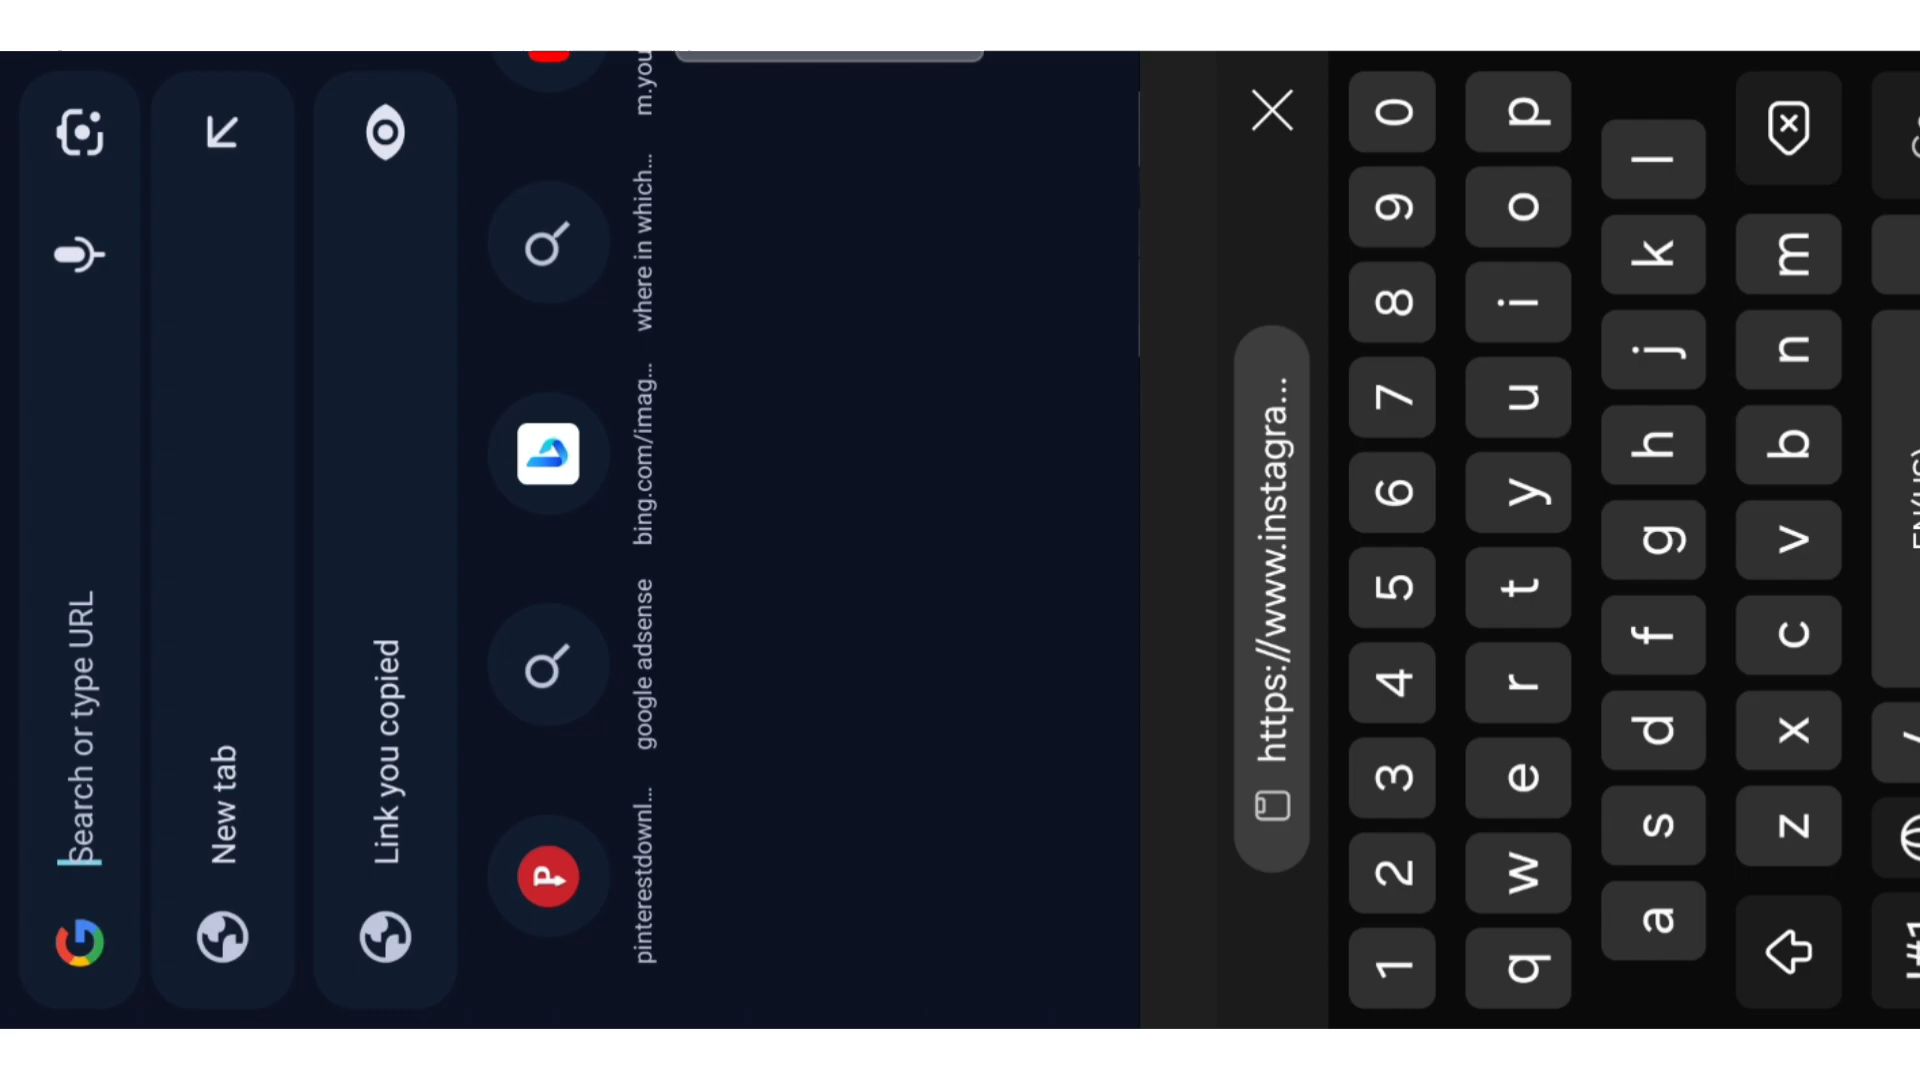 Search or type URL
New tab
Link you copied
pinterestdownl...
google adsense
bing.com/imag...
where in which...
m.you
https://www.instagra...
1 2 3 4 5 6 7 8 9 0
q w e r t y u i o p
a s d f g h j k l
z x c v b n m
!#1 /